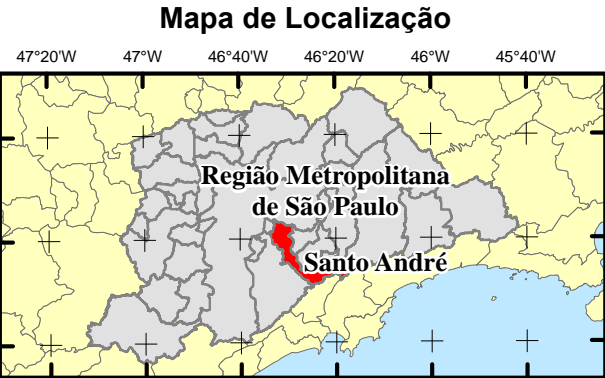 Mapa de Localização
47°20'W 47°W 46°40'W 46°20'W 46°W 45°40'W
Região Metropolitana
de São Paulo
Santo André